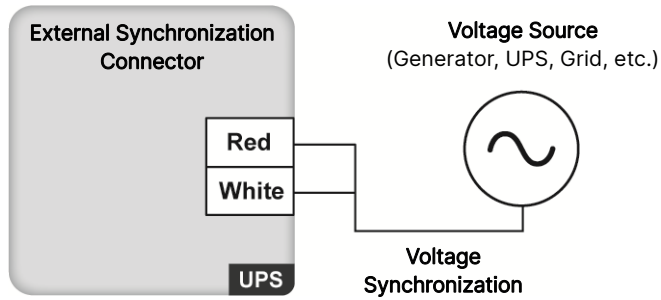 External Synchronization
Connector
Voltage Source
(Generator, UPS, Grid, etc.)
Red
White
UPS
Voltage
Synchronization